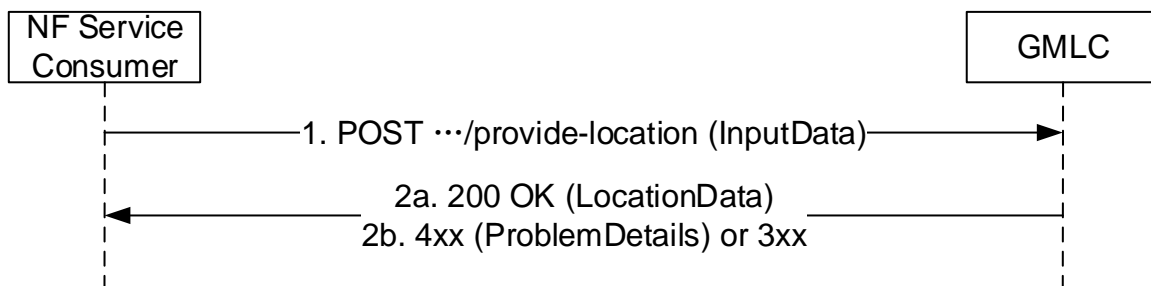 NF Service
Consumer
GMLC
1. POST ···/provide-location (InputData)
2a. 200 OK (LocationData)
2b. 4xx (ProblemDetails) or 3xx